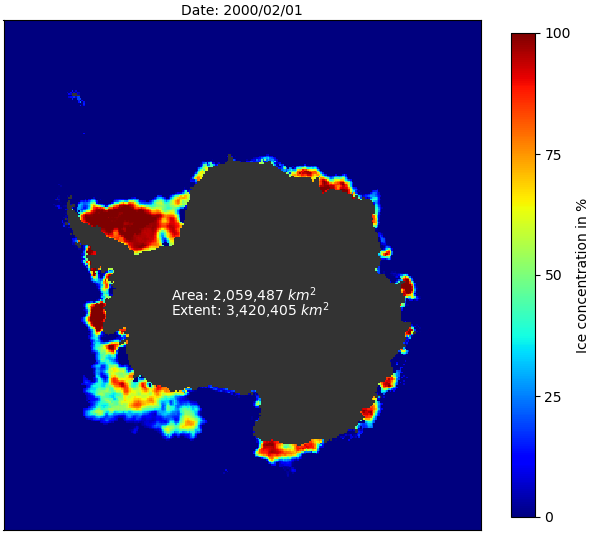 Date: 2000/02/01
100
75
50
25
0
Ice concentration in %
Area: 2,059,487 km²
Extent: 3,420,405 km²